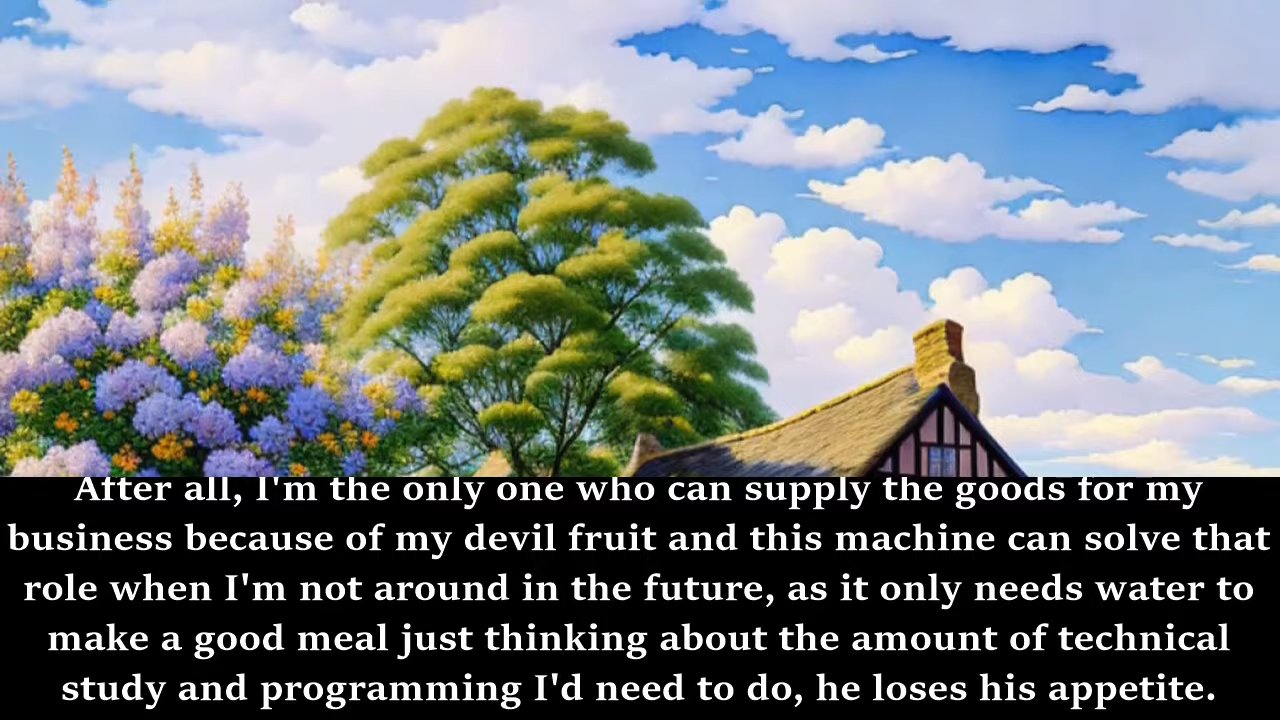 After all, I'm the only one who can supply the goods for my
business because of my devil fruit and this machine can solve that
role when I'm not around in the future, as it only needs water to
make a good meal just thinking about the amount of technical
study and programming I'd need to do, he loses his appetite.